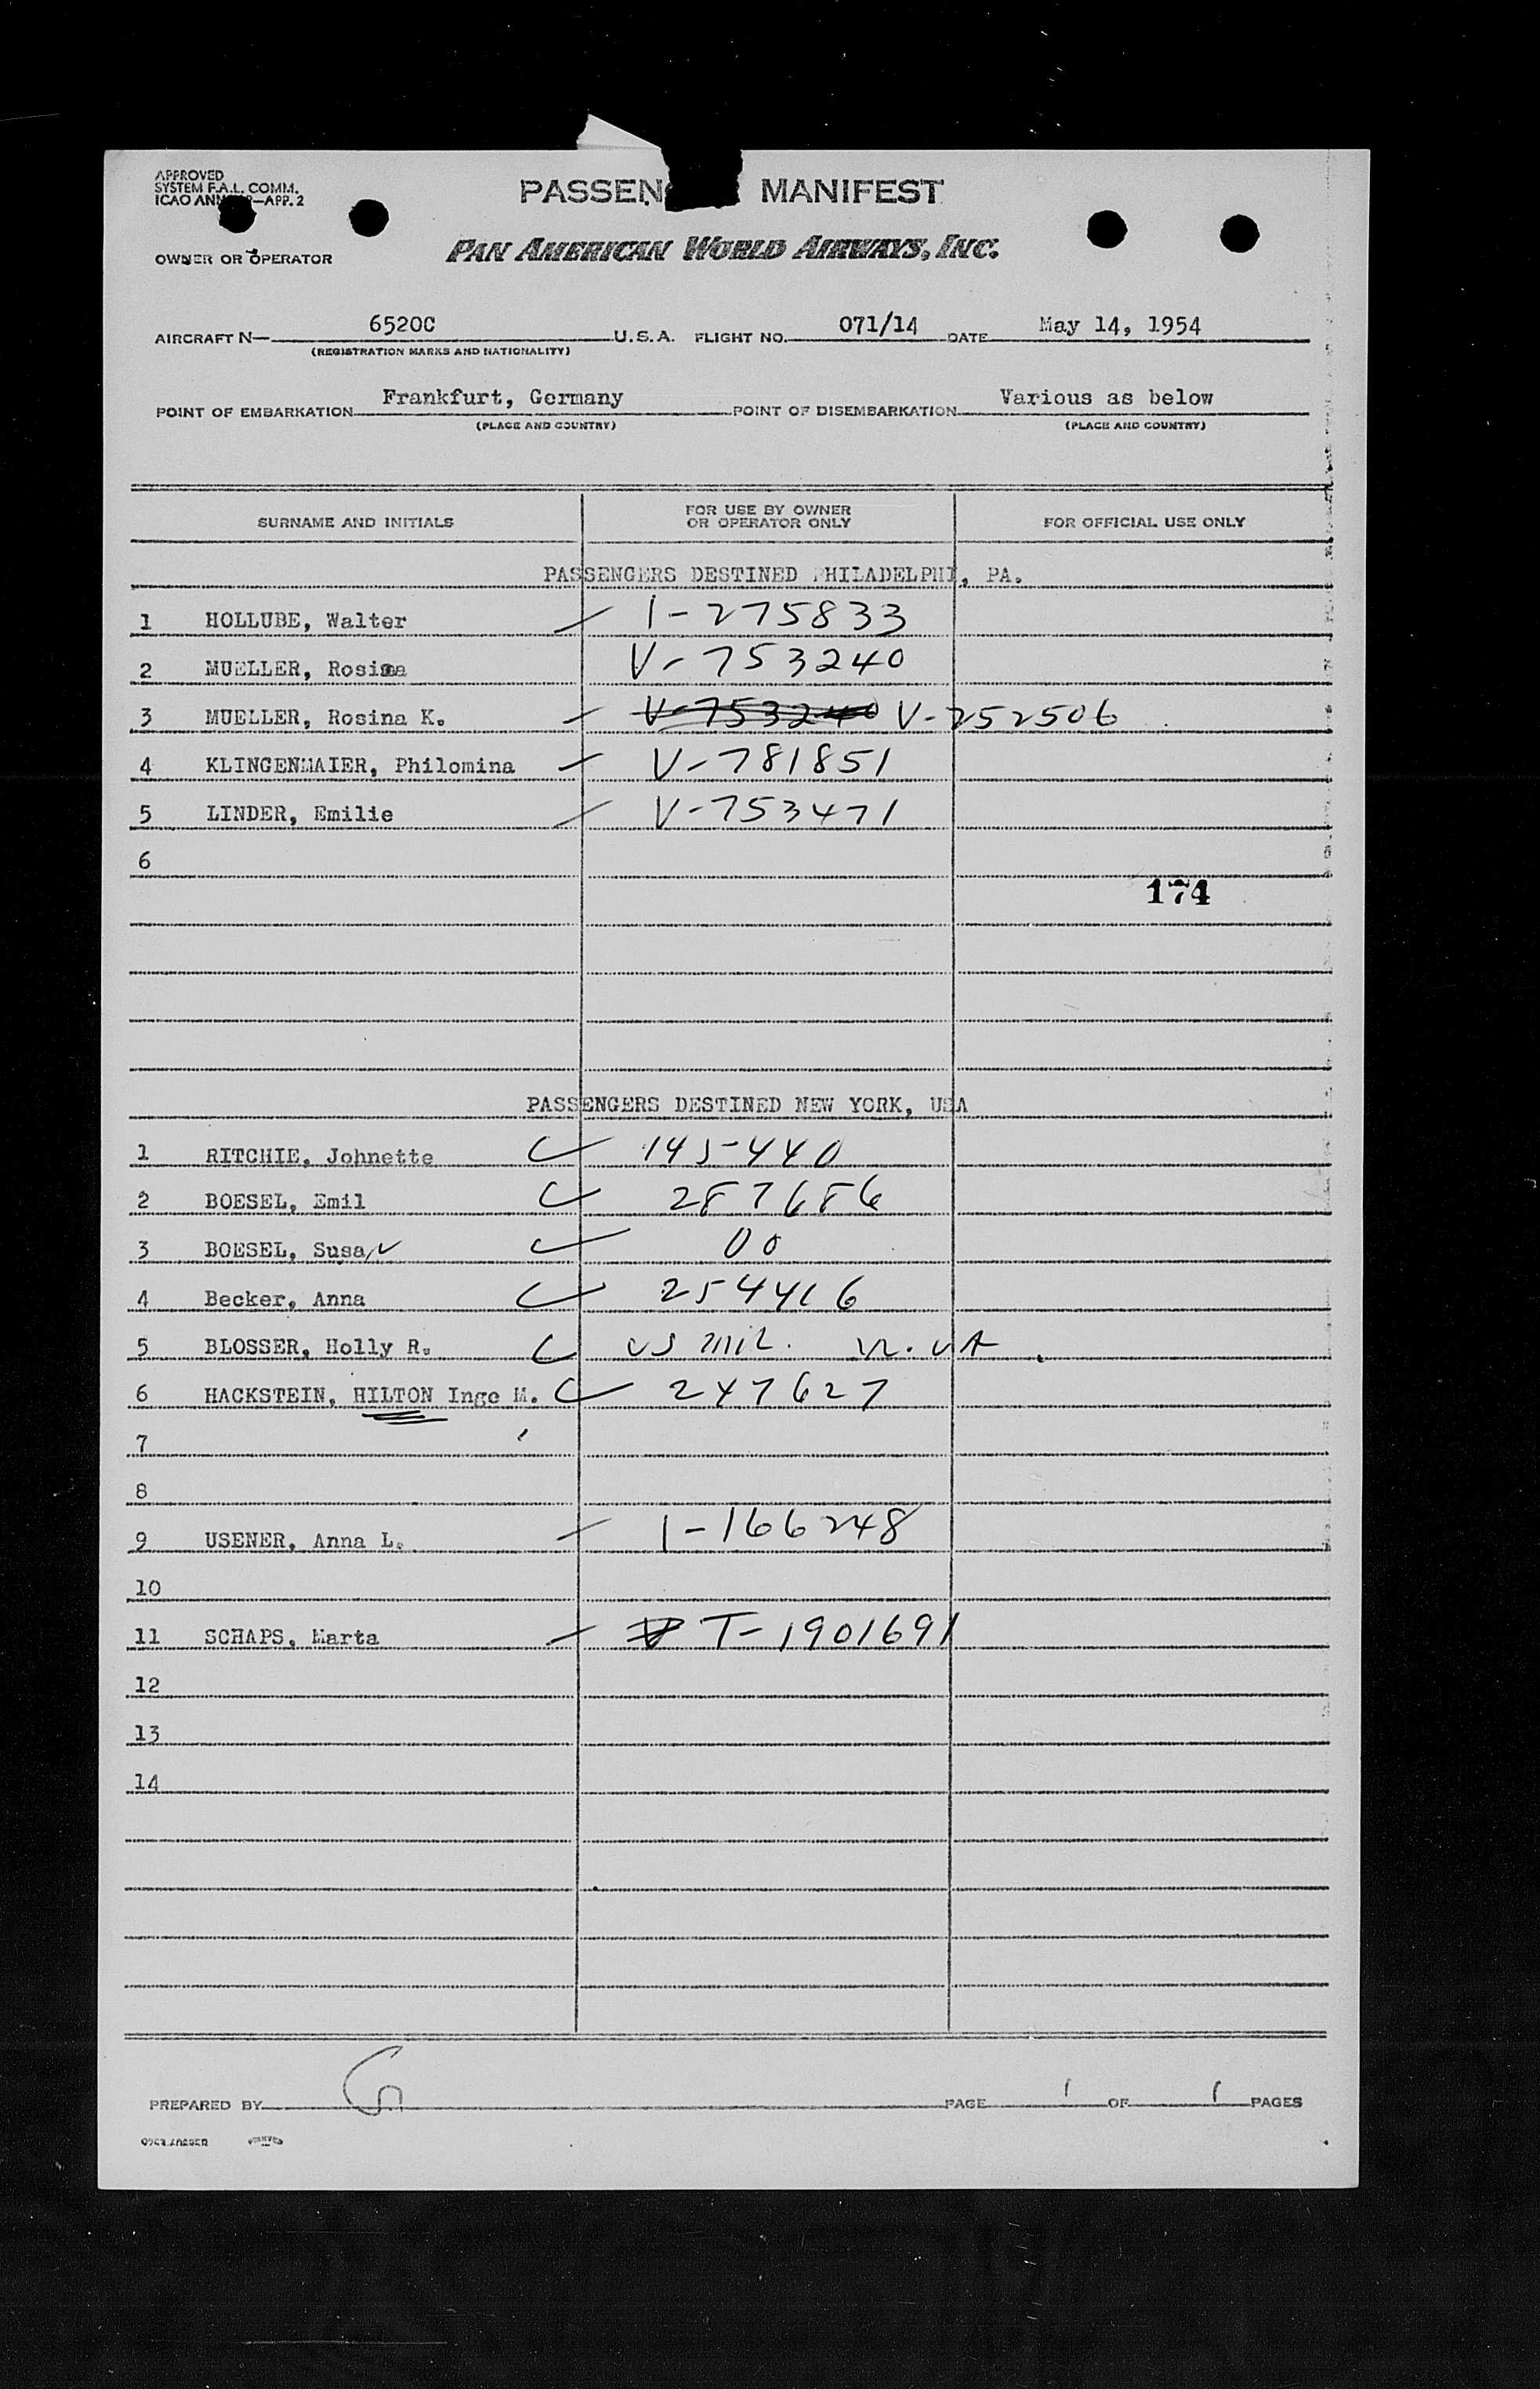 APPROVED
SYSTEM F.A.L. COMM.
ICAO ANN —APP. 2
PASSEN MANIFEST
OWNER OR OPERATOR
PAN AMERICAN WORLD AIRWAYS, INC.
AIRCRAFT N— 6520C U.S.A. FLIGHT NO. 071/14 DATE May 14, 1954
(REGISTRATION MARKS AND NATIONALITY)
POINT OF EMBARKATION Frankfurt, Germany POINT OF DISEMBARKATION Various as below
(PLACE AND COUNTRY) (PLACE AND COUNTRY)
SURNAME AND INITIALS FOR USE BY OWNER OR OPERATOR ONLY FOR OFFICIAL USE ONLY
PASSENGERS DESTINED PHILADELPHI, PA.
1 HOLLUBE, Walter I-275833
2 MUELLER, Rosina V-753240
3 MUELLER, Rosina K. V-753240 V-252506
4 KLINGENMAIER, Philomina V-781851
5 LINDER, Emilie V-753471
6
174
PASSENGERS DESTINED NEW YORK, USA
1 RITCHIE, Johnette 145-440
2 BOESEL, Emil 287686
3 BOESEL, Susa 00
4 Becker, Anna 254416
5 BLOSSER, Holly R. US mil.
6 HACKSTEIN, HILTON Inge M. 247627
7
8
9 USENER, Anna L. I-166248
10
11 SCHAPS, Marta T-1901691
12
13
14
PREPARED BY PAGE 1 OF 1 PAGES